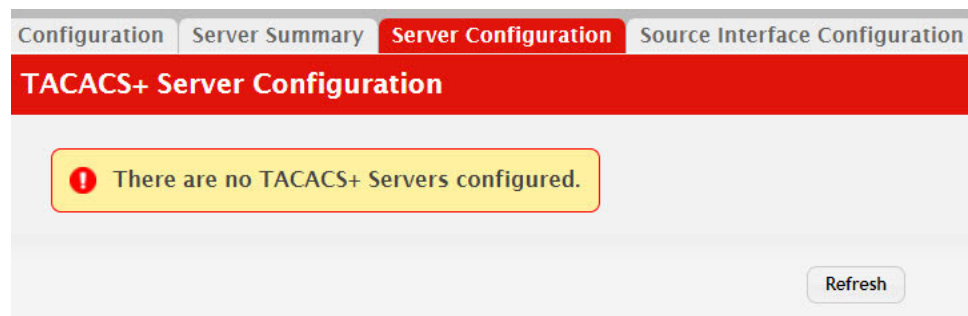 Configuration Server Summary Server Configuration Source Interface Configuration
TACACS+ Server Configuration
There are no TACACS+ Servers configured.
Refresh